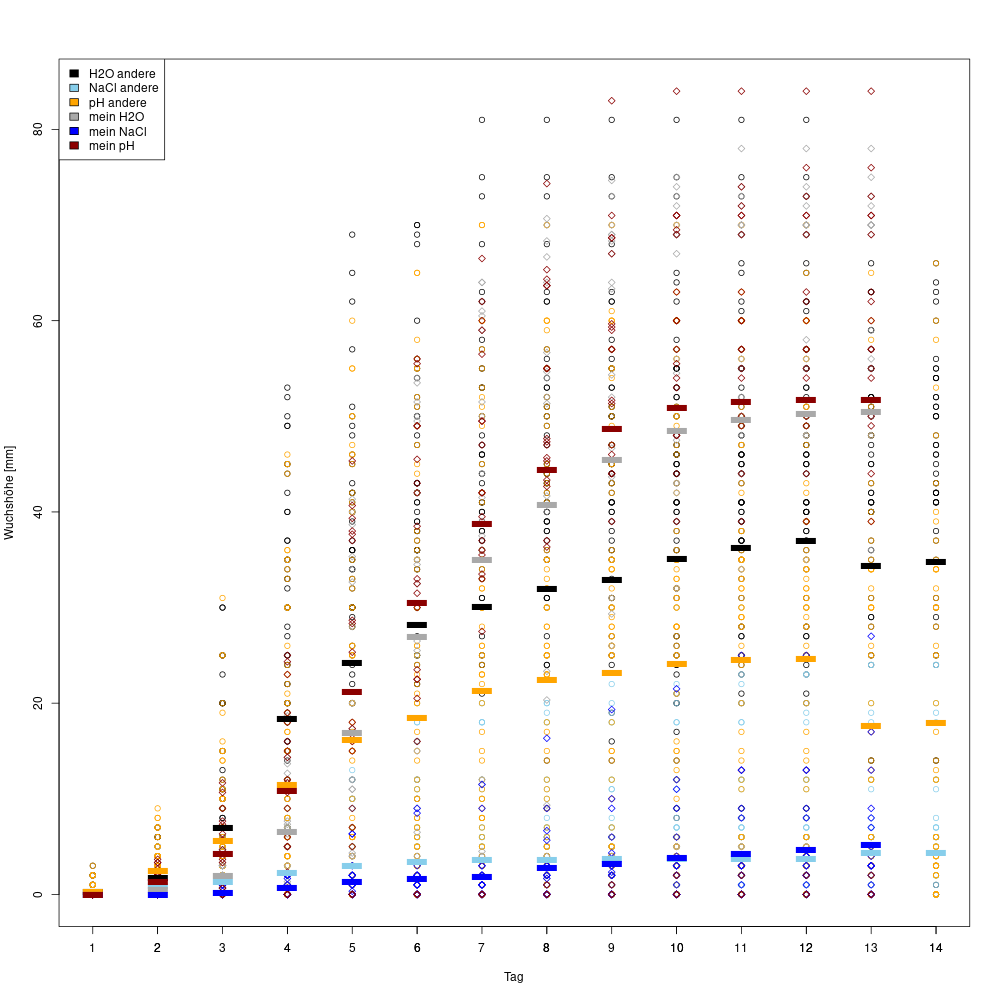 H2O andere
NaCl andere
pH andere
mein H2O
mein NaCl
mein pH
80
60
40
20
0
Wuchshöhe [mm]
1 2 3 4 5 6 7 8 9 10 11 12 13 14
Tag